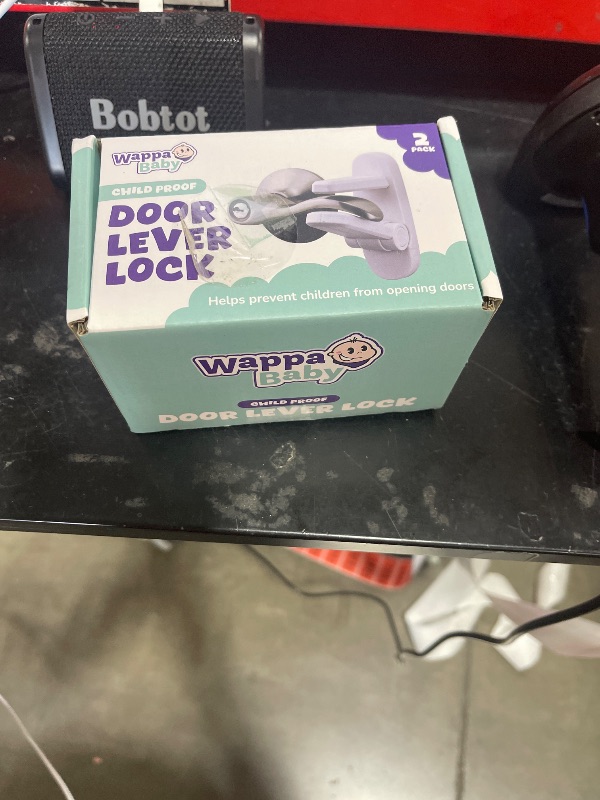 Bobtot
Wappa
Baby
2
PACK
CHILD PROOF
DOOR
LEVER
LOCK
Helps prevent children from opening doors
Wappa
Baby
CHILD PROOF
DOOR LEVER LOCK